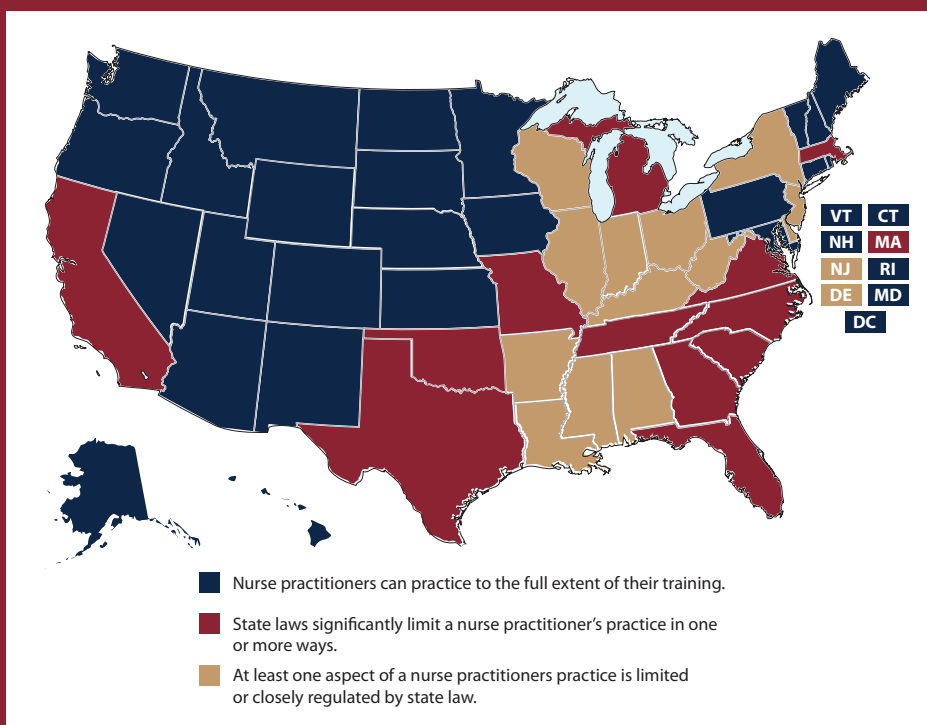 VT CT
NH MA
NJ RI
DE MD
DC
Nurse practitioners can practice to the full extent of their training.
State laws significantly limit a nurse practitioner’s practice in one
or more ways.
At least one aspect of a nurse practitioners practice is limited
or closely regulated by state law.